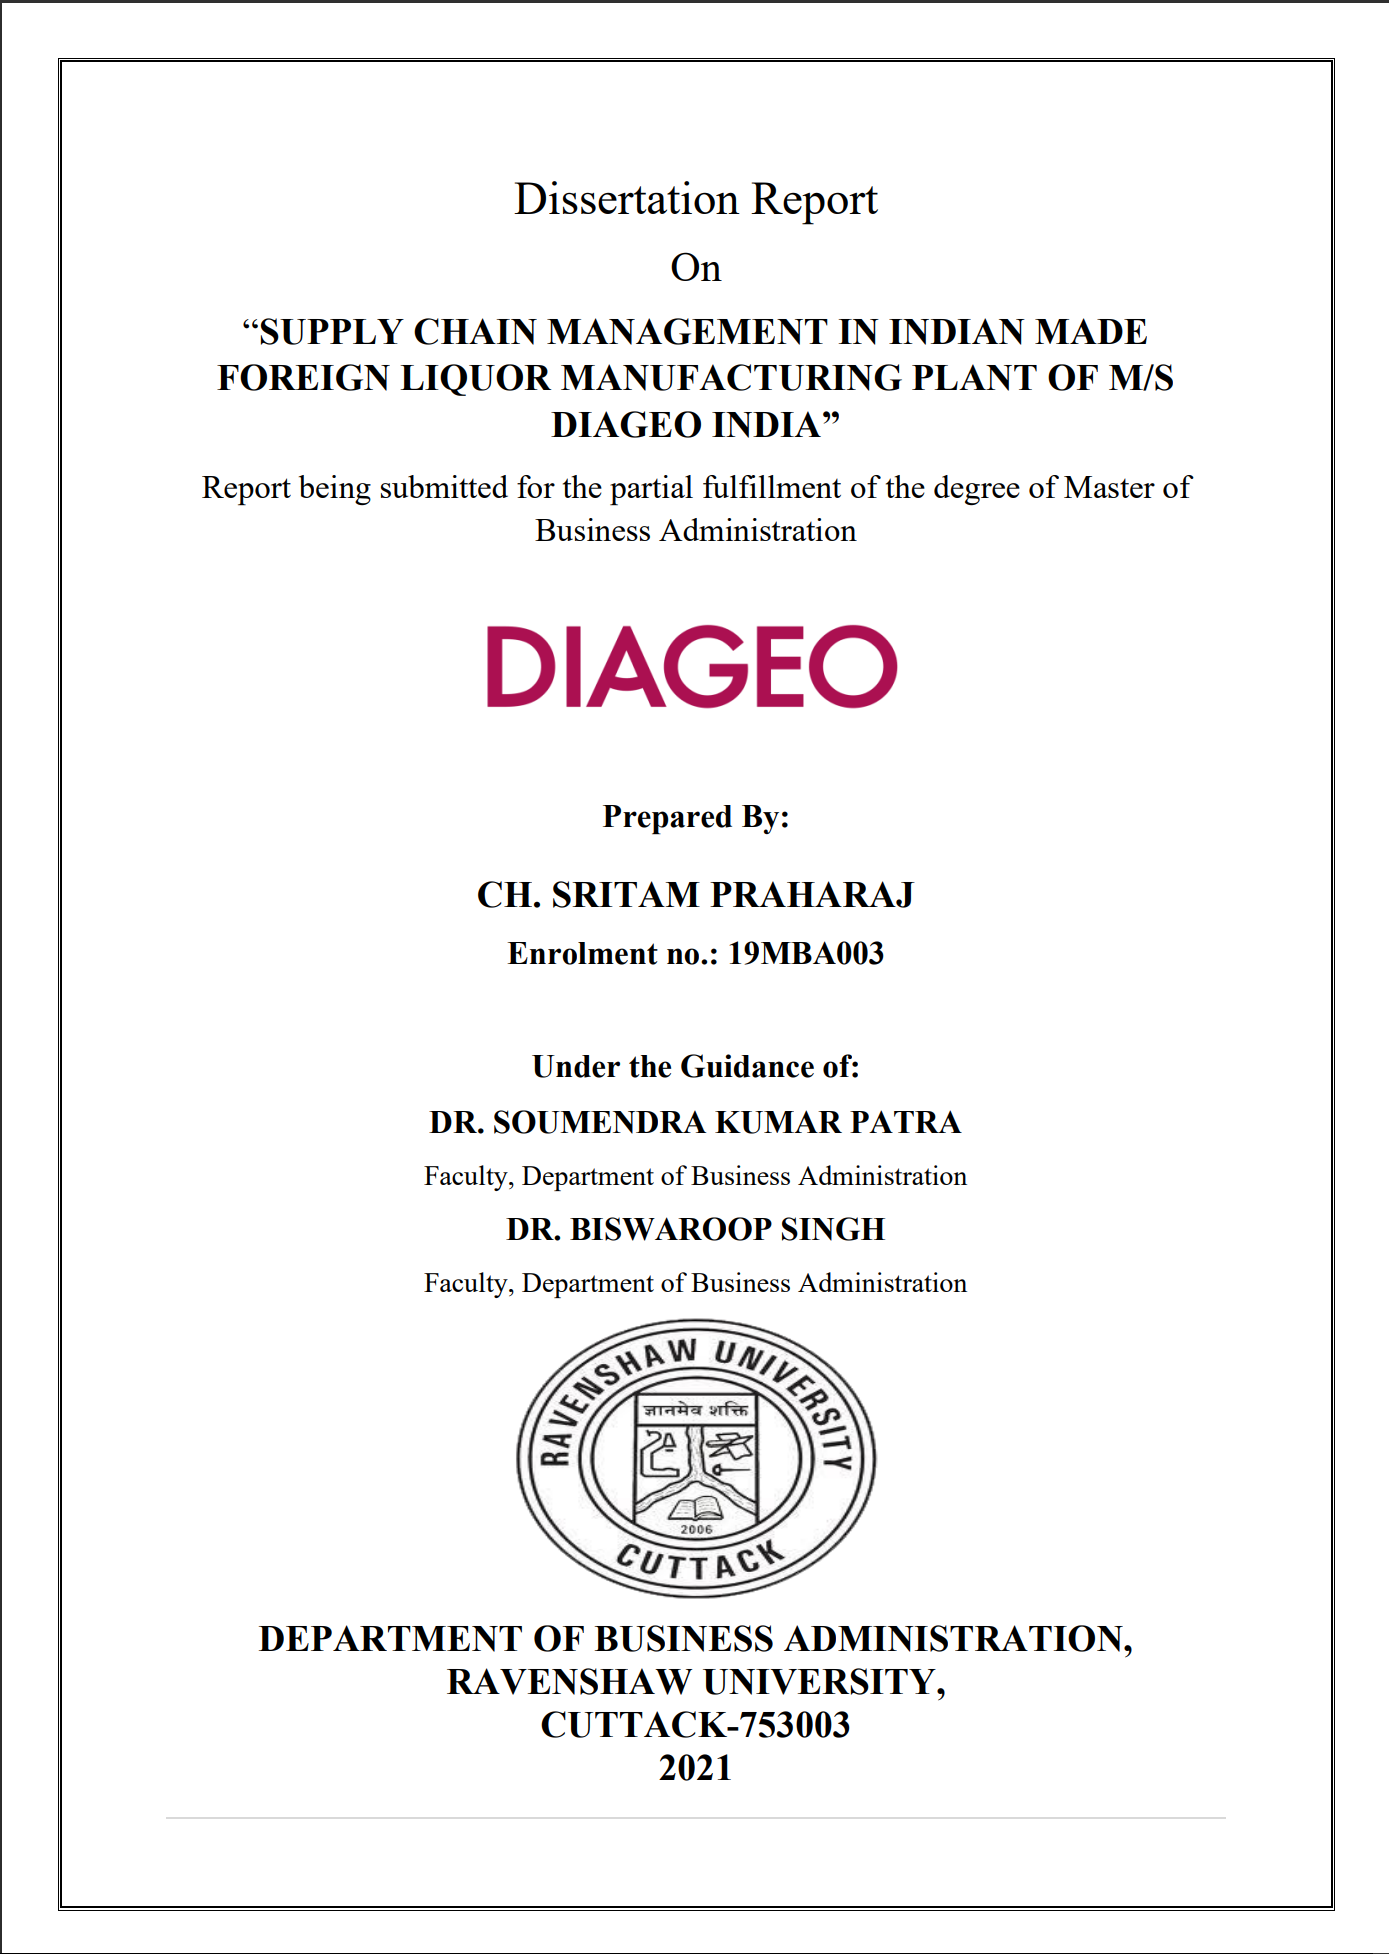 Dissertation Report
On
“SUPPLY CHAIN MANAGEMENT IN INDIAN MADE
FOREIGN LIQUOR MANUFACTURING PLANT OF M/S
DIAGEO INDIA”
Report being submitted for the partial fulfillment of the degree of Master of
Business Administration
DIAGEO
Prepared By:
CH. SRITAM PRAHARAJ
Enrolment no.: 19MBA003
Under the Guidance of:
DR. SOUMENDRA KUMAR PATRA
Faculty, Department of Business Administration
DR. BISWAROOP SINGH
Faculty, Department of Business Administration
RAVENSHAW UNIVERSITY
ज्ञानमेव शक्ति
2006
CUTTACK
DEPARTMENT OF BUSINESS ADMINISTRATION,
RAVENSHAW UNIVERSITY,
CUTTACK-753003
2021